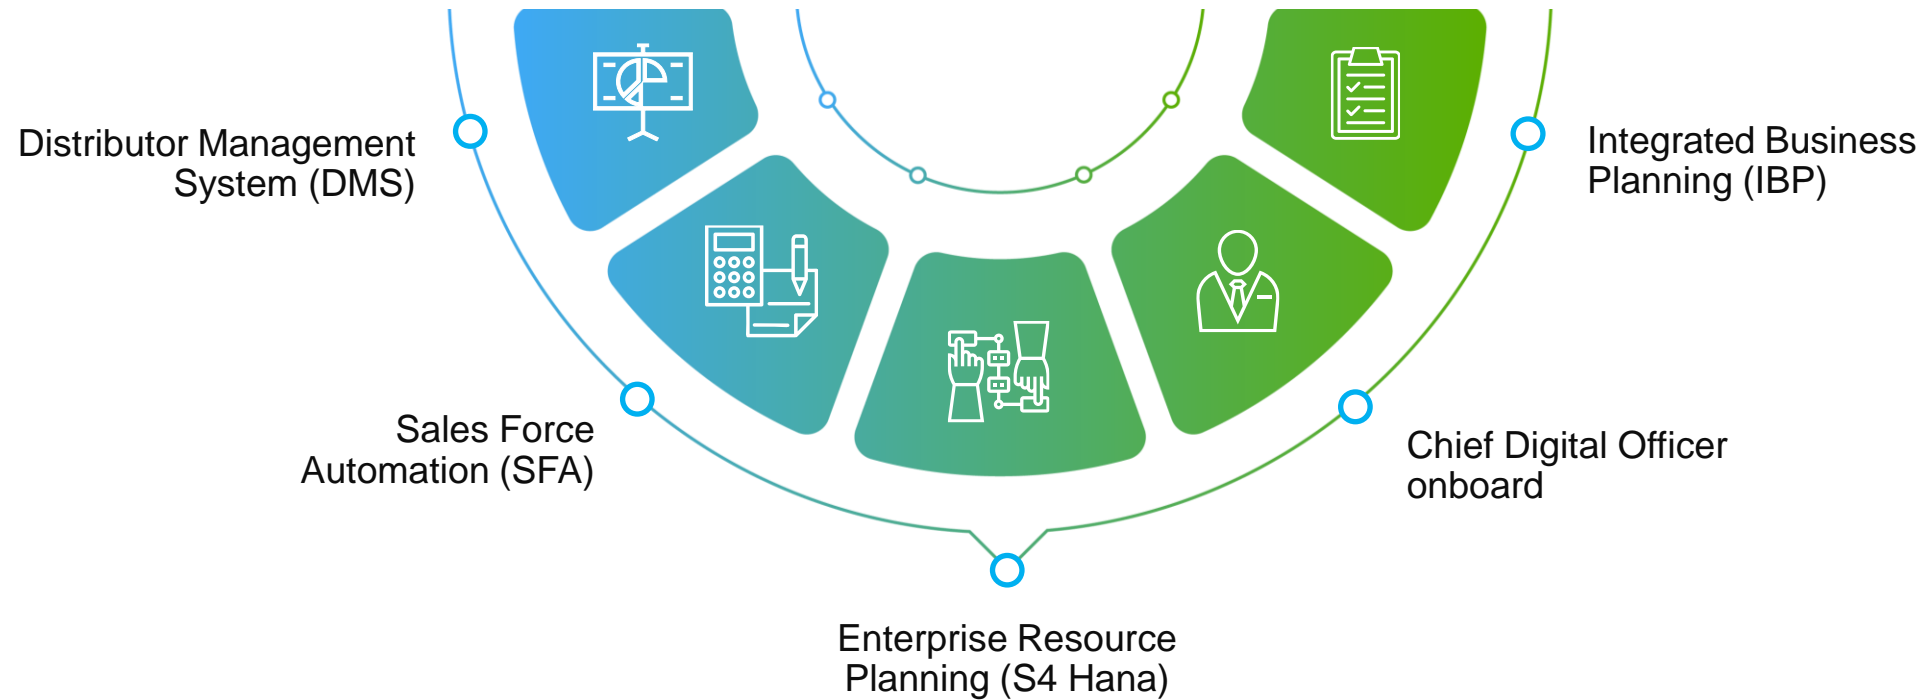 Distributor Management
System (DMS)
Sales Force
Automation (SFA)
Enterprise Resource
Planning (S4 Hana)
Chief Digital Officer
onboard
Integrated Business
Planning (IBP)